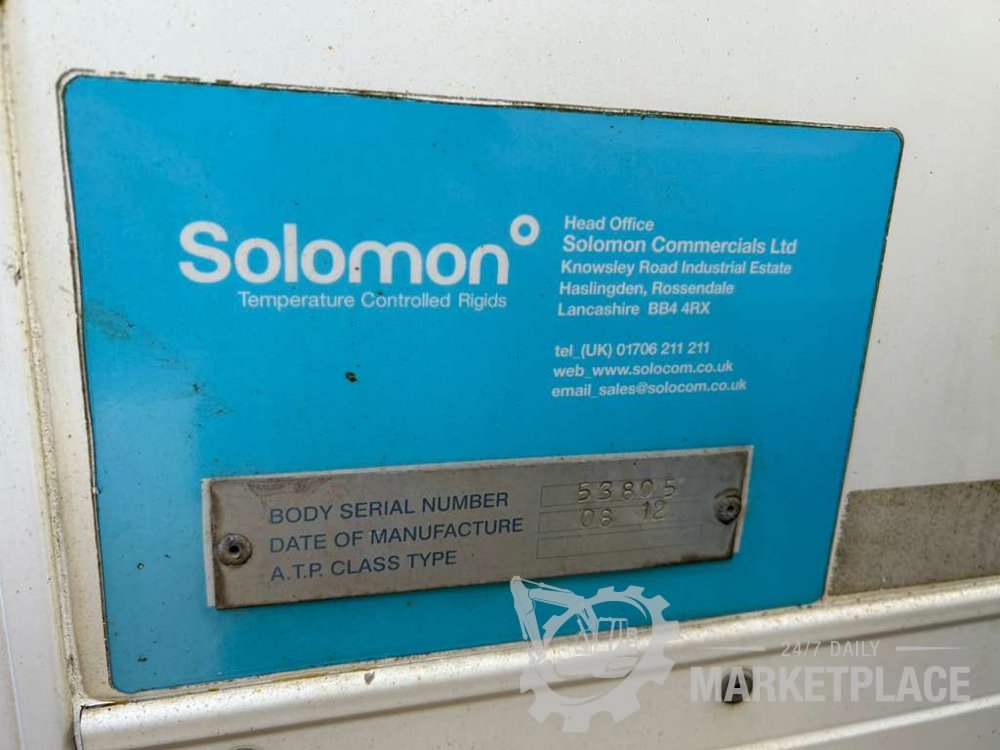 Solomon
Temperature Controlled Rigids
Head Office
Solomon Commercials Ltd
Knowsley Road Industrial Estate
Haslingden, Rossendale
Lancashire BB4 4RX
tel_(UK) 01706 211 211
web_www.solocom.co.uk
email_sales@solocom.co.uk
BODY SERIAL NUMBER 53805
DATE OF MANUFACTURE 08 12
A.T.P. CLASS TYPE
24/7 DAILY
MARKETPLACE